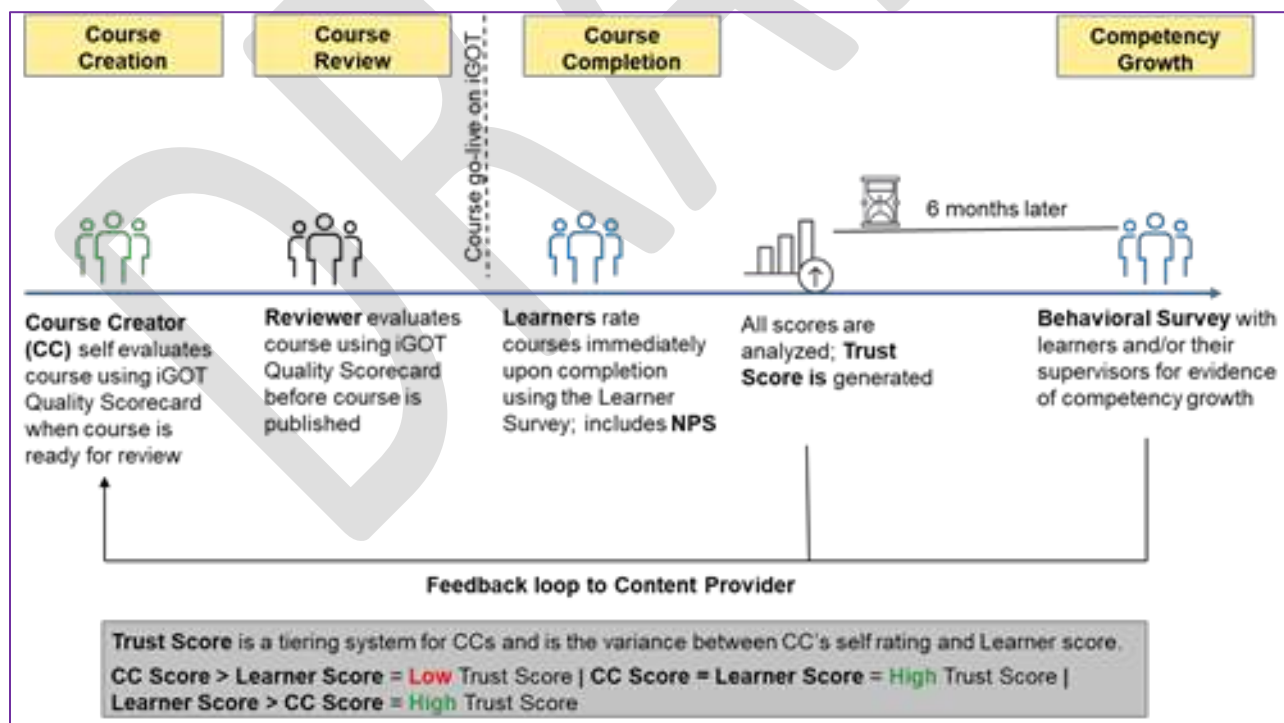 Course
Creation
Course
Review
Course go-live on iGOT
Course
Completion
Competency
Growth
6 months later
Course Creator
(CC) self evaluates
course using iGOT
Quality Scorecard
when course is
ready for review
Reviewer evaluates
course using iGOT
Quality Scorecard
before course is
published
Learners rate
courses immediately
upon completion
using the Learner
Survey; includes NPS
All scores are
analyzed; Trust
Score is generated
Behavioral Survey with
learners and/or their
supervisors for evidence
of competency growth
Feedback loop to Content Provider
Trust Score is a tiering system for CCs and is the variance between CC's self rating and Learner score.
CC Score > Learner Score = Low Trust Score | CC Score = Learner Score = High Trust Score |
Learner Score > CC Score = High Trust Score